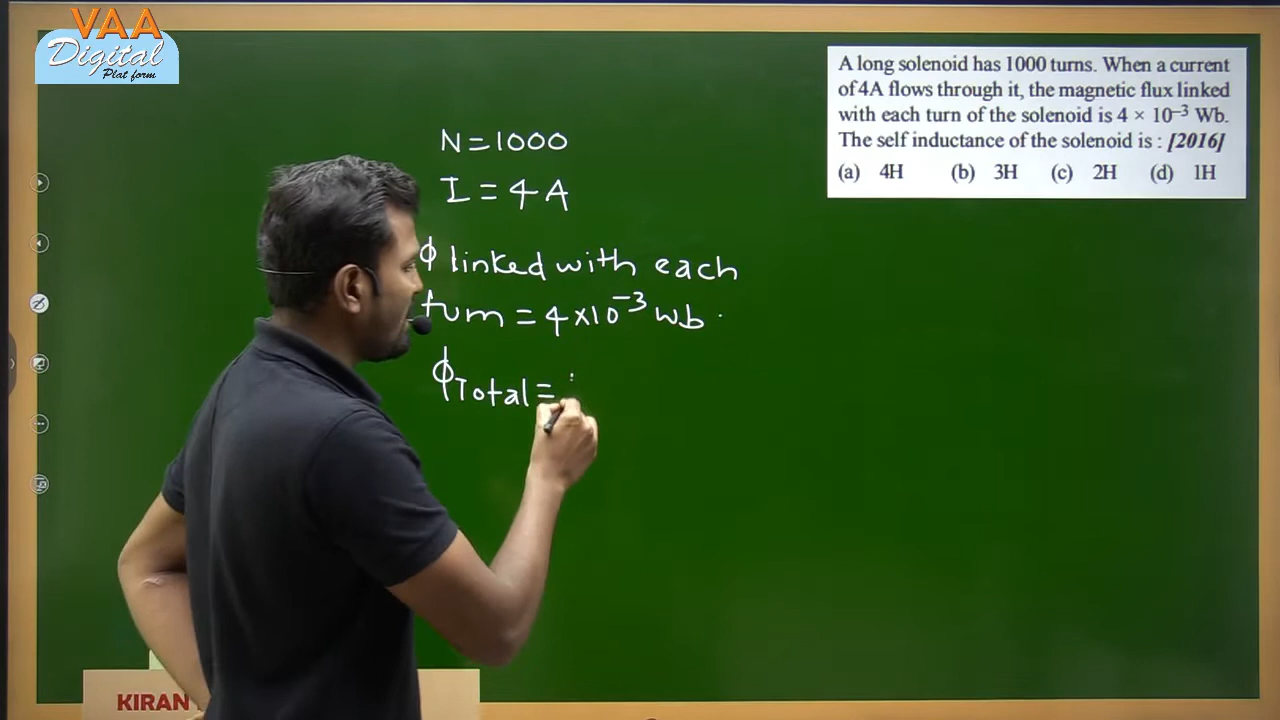 VAA
Digital
Plat form
A long solenoid has 1000 turns. When a current
of 4A flows through it, the magnetic flux linked
with each turn of the solenoid is 4 × 10⁻³ Wb.
The self inductance of the solenoid is : [2016]
(a) 4H (b) 3H (c) 2H (d) 1H
N=1000
I = 4 A
ϕ linked with each
turn = 4×10⁻³ wb .
ϕTotal =
KIRAN